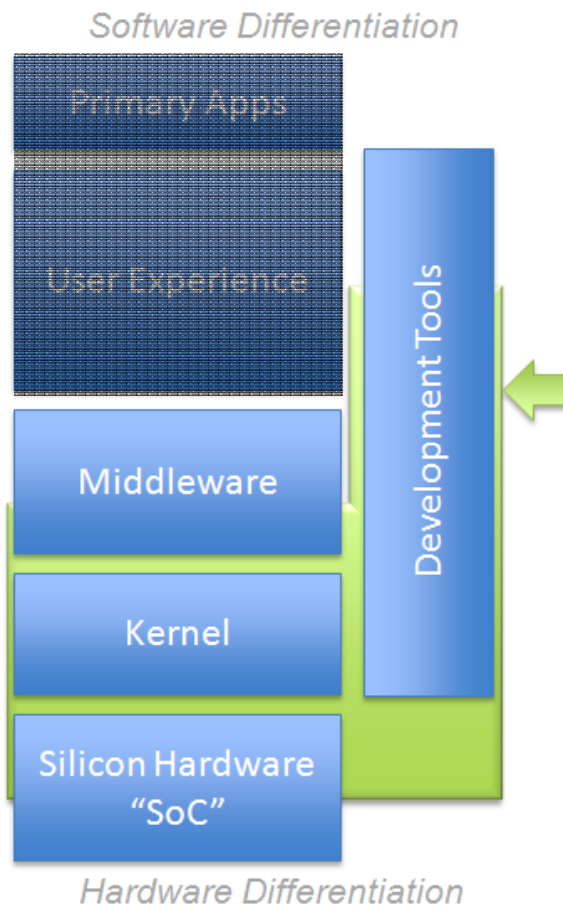 Software Differentiation
Primary Apps
User Experience
Development Tools
Middleware
Kernel
Silicon Hardware
“SoC”
Hardware Differentiation